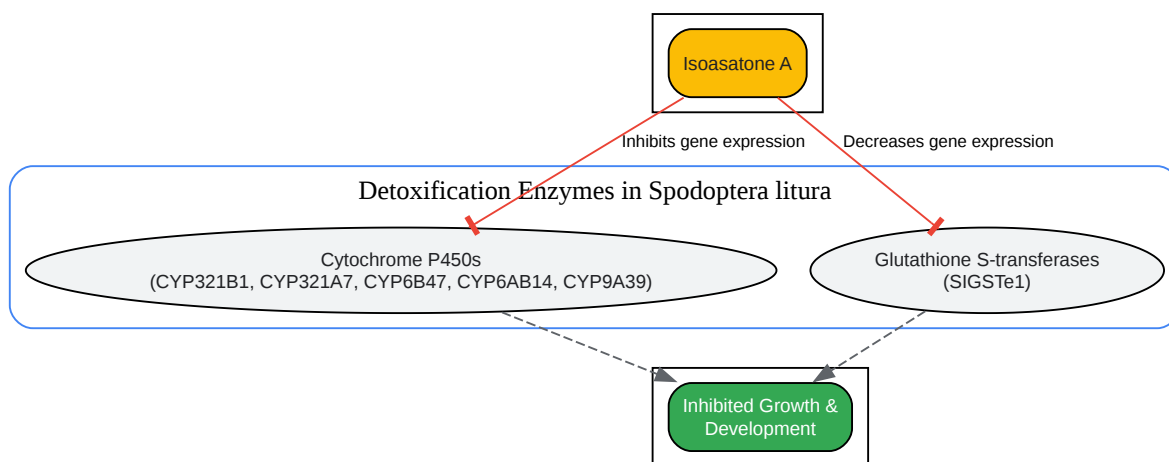 Isoasatone A
Inhibits gene expression
Decreases gene expression
Detoxification Enzymes in Spodoptera litura
Cytochrome P450s
(CYP321B1, CYP321A7, CYP6B47, CYP6AB14, CYP9A39)
Glutathione S-transferases
(SIGSTe1)
Inhibited Growth &
Development